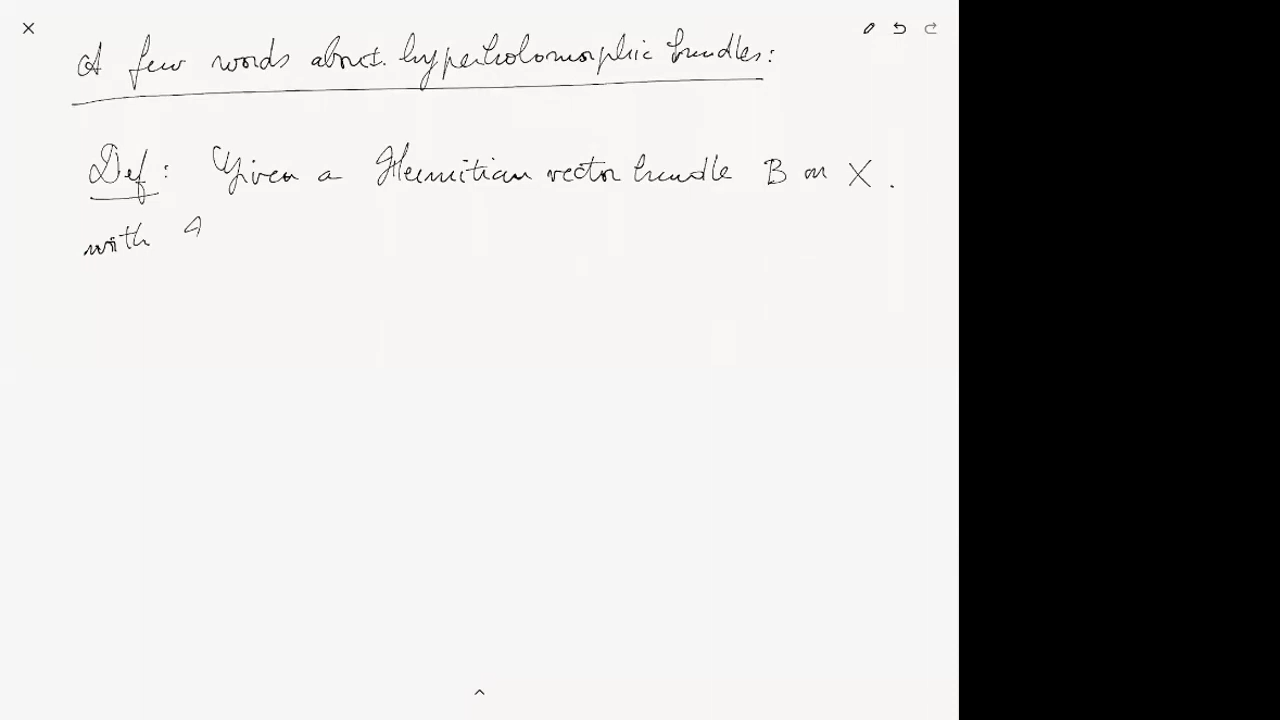 A few words about hyperholomorphic bundles:
Def: Given a Hermitian vector bundle B on X.
with